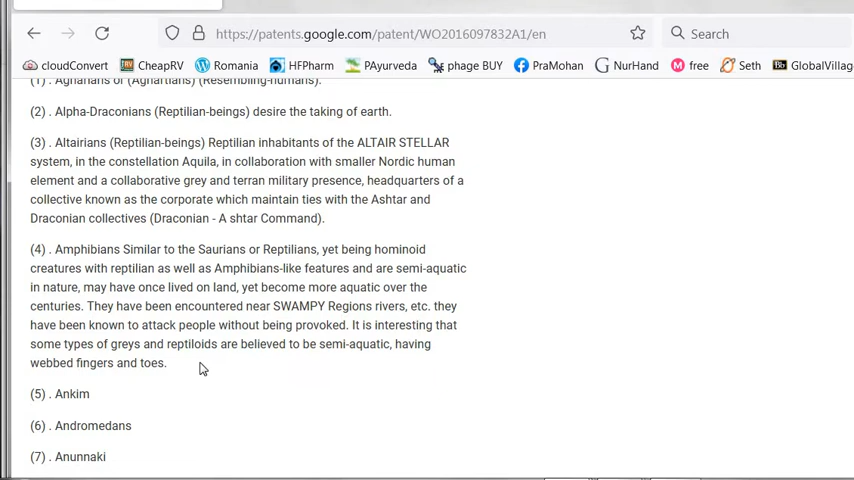 https://patents.google.com/patent/WO2016097832A1/en
Search
cloudConvert CheapRV Romania HFPharm PAyurveda phage BUY PraMohan NurHand free Seth GlobalVillag
(1) . Agharians or (Aghartians) (Resembling-humans).
(2) . Alpha-Draconians (Reptilian-beings) desire the taking of earth.
(3) . Altairians (Reptilian-beings) Reptilian inhabitants of the ALTAIR STELLAR
system, in the constellation Aquila, in collaboration with smaller Nordic human
element and a collaborative grey and terran military presence, headquarters of a
collective known as the corporate which maintain ties with the Ashtar and
Draconian collectives (Draconian - A shtar Command).
(4) . Amphibians Similar to the Saurians or Reptilians, yet being hominoid
creatures with reptilian as well as Amphibians-like features and are semi-aquatic
in nature, may have once lived on land, yet become more aquatic over the
centuries. They have been encountered near SWAMPY Regions rivers, etc. they
have been known to attack people without being provoked. It is interesting that
some types of greys and reptiloids are believed to be semi-aquatic, having
webbed fingers and toes.
(5) . Ankim
(6) . Andromedans
(7) . Anunnaki